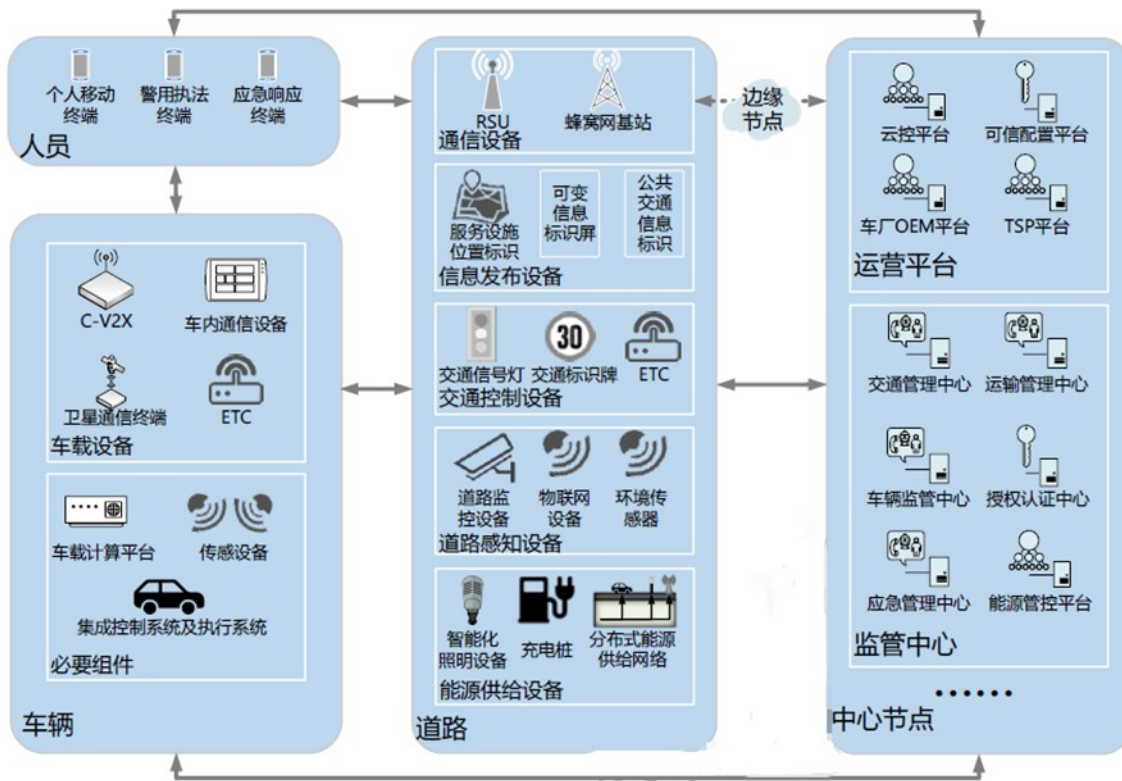 个人移动
终端
警用执法
终端
应急响应
终端
人员
C-V2X
车内通信设备
卫星通信终端
ETC
车载设备
车载计算平台
传感设备
集成控制系统及执行系统
必要组件
车辆
RSU
蜂窝网基站
通信设备
服务设施
位置标识
可变
信息
标识屏
公共
交通
信息
标识
信息发布设备
30
交通信号灯
交通标识牌
ETC
交通控制设备
道路监
控设备
物联网
设备
环境传
感器
道路感知设备
智能化
照明设备
充电桩
分布式能源
供给网络
能源供给设备
道路
边缘
节点
云控平台
可信配置平台
车厂OEM平台
TSP平台
运营平台
交通管理中心
运输管理中心
车辆监管中心
授权认证中心
应急管理中心
能源管控平台
监管中心
······
中心节点